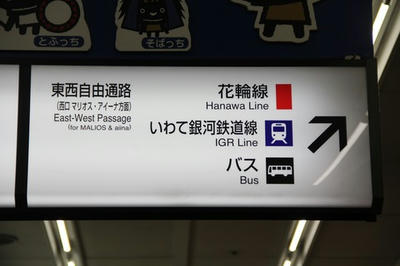 とふっち
そばっち
東西自由通路
(西口 マリオス・アイーナ方面)
East-West Passage
(for MALIOS & aiina)
花輪線
Hanawa Line
いわて銀河鉄道線
IGR Line
バス
Bus